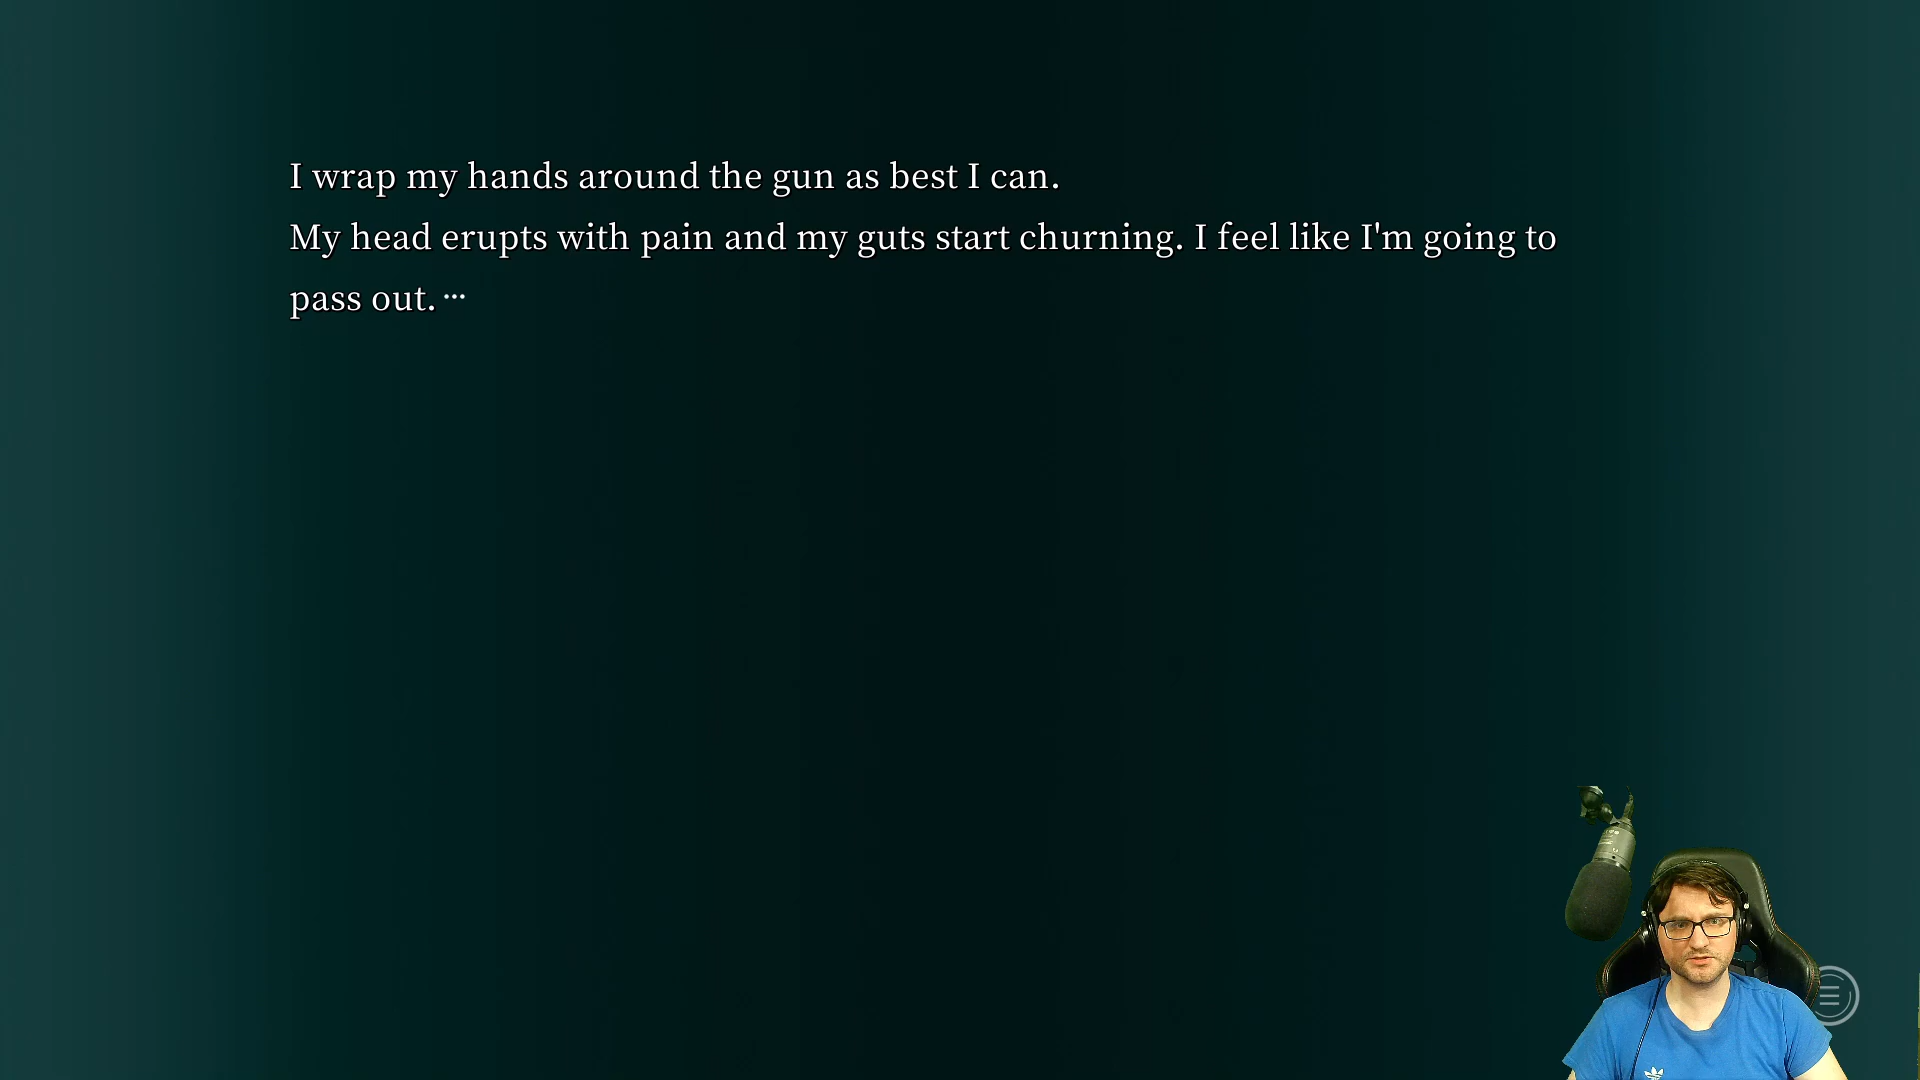 I wrap my hands around the gun as best I can.
My head erupts with pain and my guts start churning. I feel like I'm going to
pass out. ...